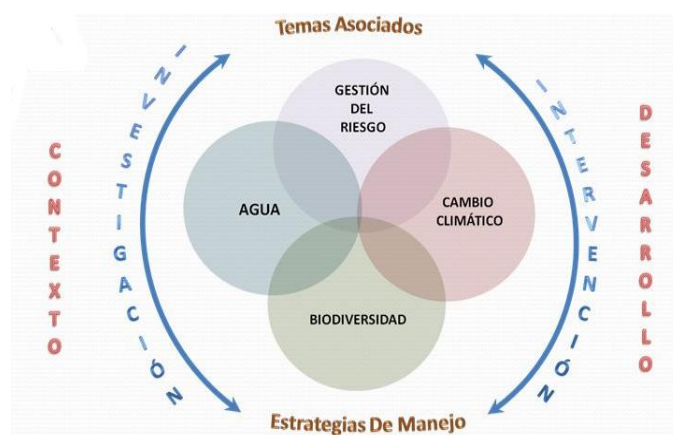 Temas Asociados
GESTIÓN
DEL
RIESGO
INVESTIGACIÓN
INTERVENCIÓN
CONTEXTO
DESARROLLO
AGUA
CAMBIO
CLIMÁTICO
BIODIVERSIDAD
Estrategias De Manejo